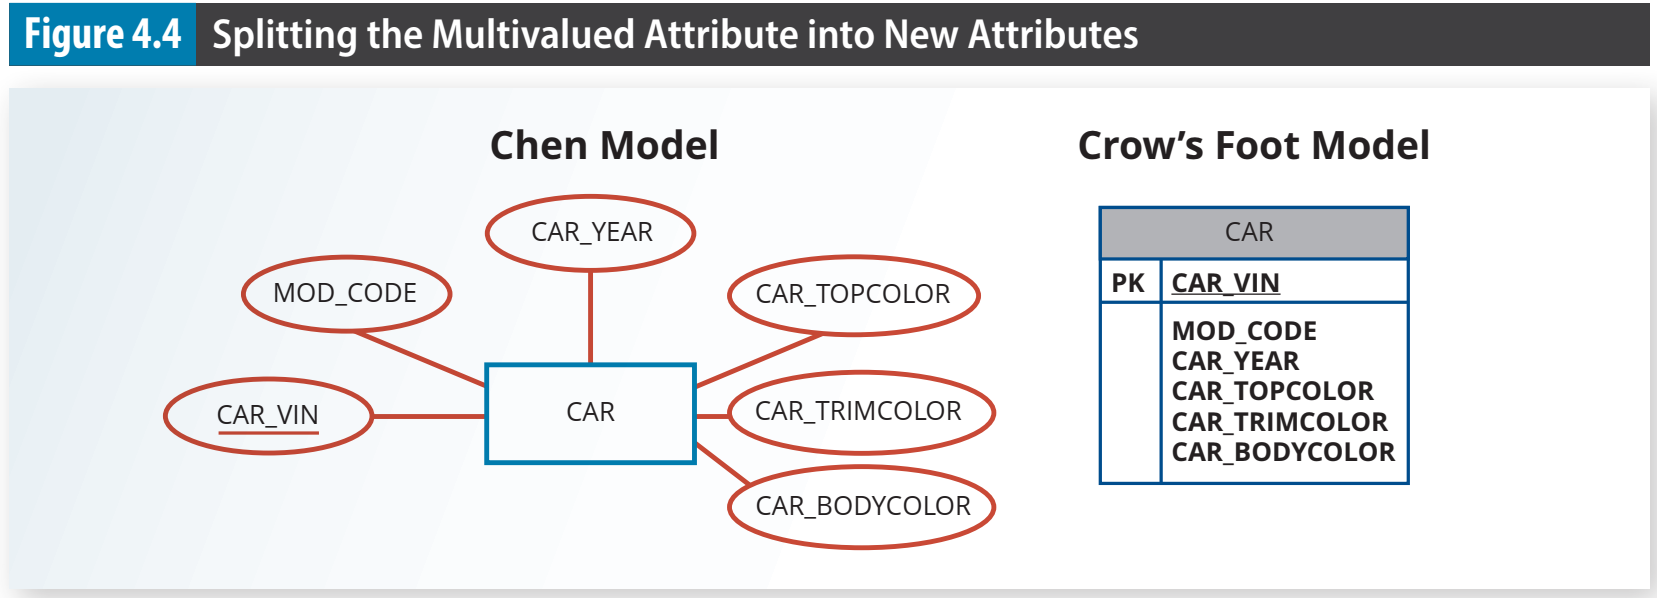 Figure 4.4 Splitting the Multivalued Attribute into New Attributes
Chen Model
CAR_YEAR
MOD_CODE
CAR_TOPCOLOR
CAR_VIN
CAR
CAR_TRIMCOLOR
CAR_BODYCOLOR
Crow's Foot Model
CAR
PK CAR_VIN
MOD_CODE
CAR_YEAR
CAR_TOPCOLOR
CAR_TRIMCOLOR
CAR_BODYCOLOR